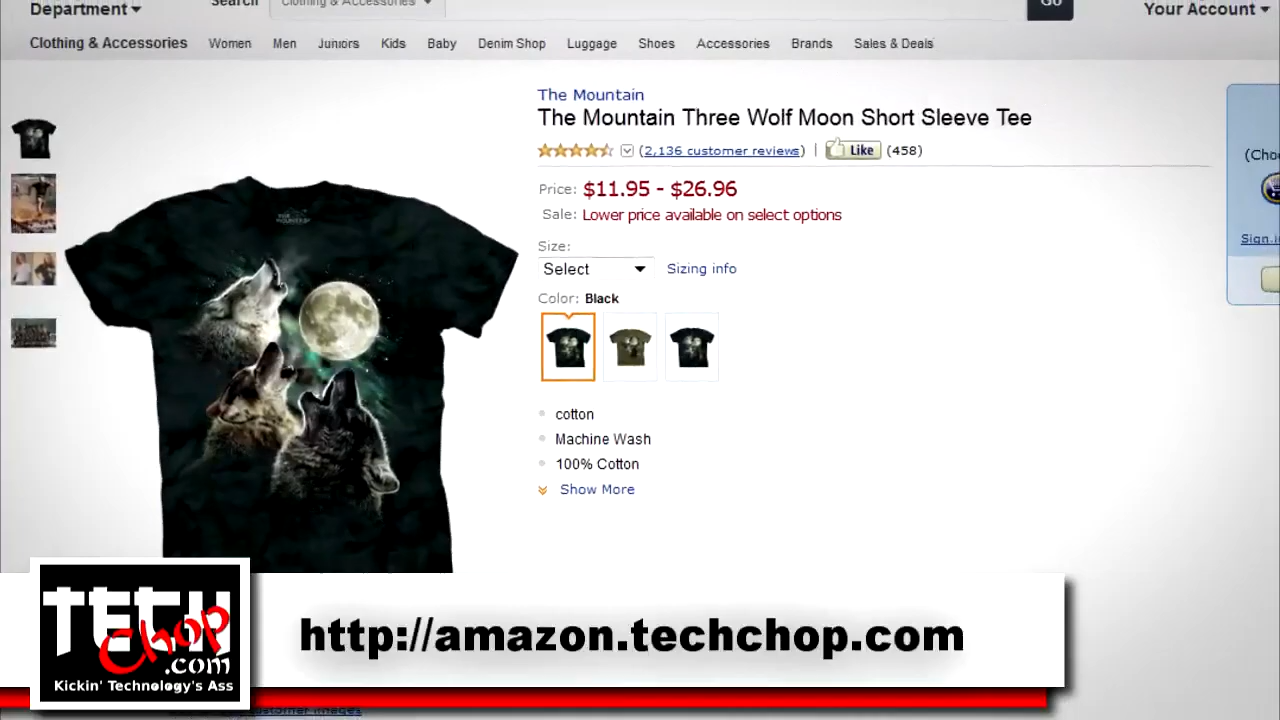 Department
Search
Clothing & Accessories
Go
Your Account
Clothing & Accessories Women Men Juniors Kids Baby Denim Shop Luggage Shoes Accessories Brands Sales & Deals
The Mountain
The Mountain Three Wolf Moon Short Sleeve Tee
(2,136 customer reviews) | Like (458)
Price: $11.95 - $26.96
Sale: Lower price available on select options
Size:
Select Sizing info
Color: Black
cotton
Machine Wash
100% Cotton
Show More
TECH
Chop
.com
Kickin' Technology's Ass
http://amazon.techchop.com
customer images